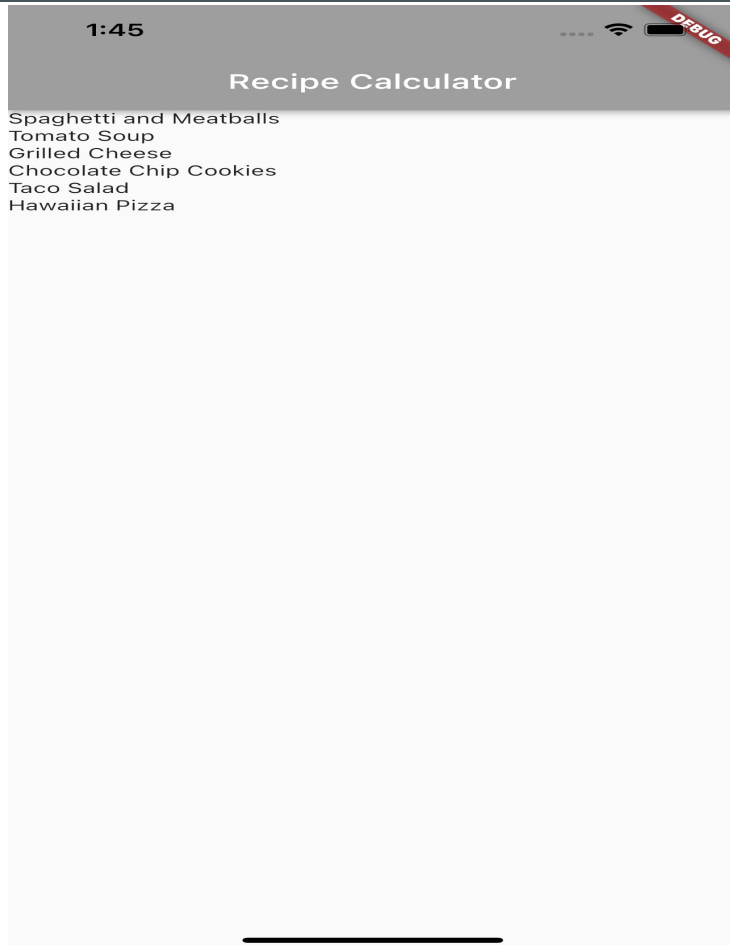 1:45
DEBUG
Recipe Calculator
Spaghetti and Meatballs
Tomato Soup
Grilled Cheese
Chocolate Chip Cookies
Taco Salad
Hawaiian Pizza